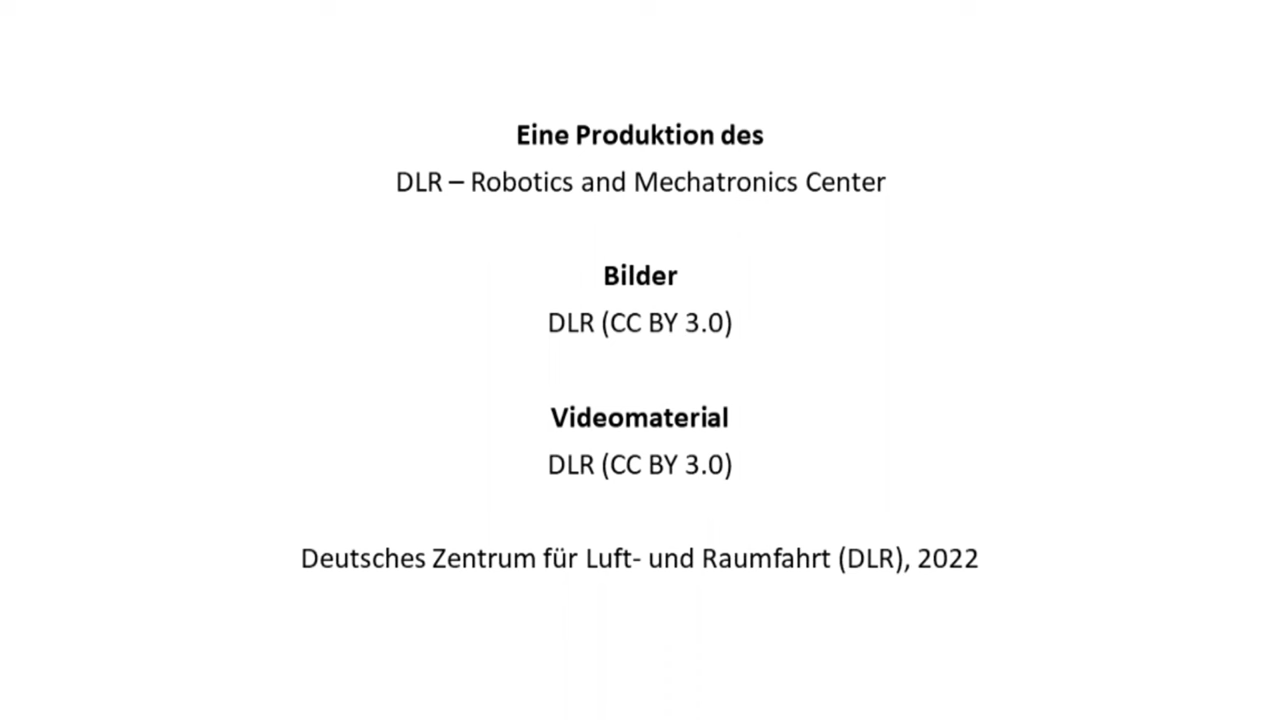 Eine Produktion des
DLR – Robotics and Mechatronics Center
Bilder
DLR (CC BY 3.0)
Videomaterial
DLR (CC BY 3.0)
Deutsches Zentrum für Luft- und Raumfahrt (DLR), 2022